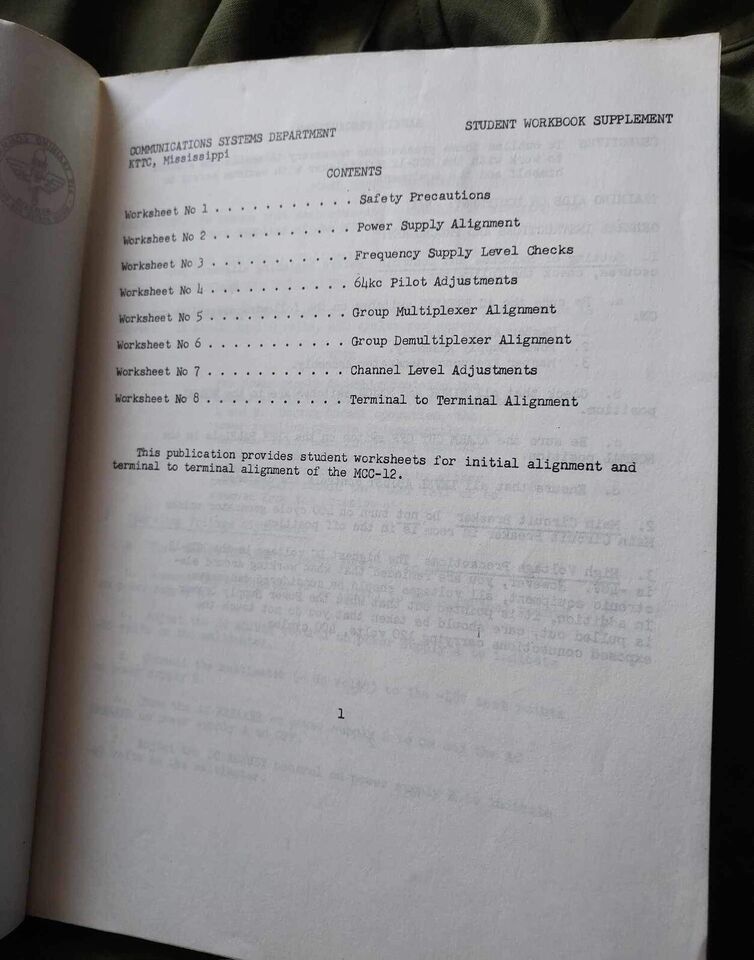 COMMUNICATIONS SYSTEMS DEPARTMENT
KTTC, Mississippi
STUDENT WORKBOOK SUPPLEMENT
CONTENTS
Worksheet No 1 . . . . . . . . . . . Safety Precautions
Worksheet No 2 . . . . . . . . . . . Power Supply Alignment
Worksheet No 3 . . . . . . . . . . . Frequency Supply Level Checks
Worksheet No 4 . . . . . . . . . . . 64kc Pilot Adjustments
Worksheet No 5 . . . . . . . . . . . Group Multiplexer Alignment
Worksheet No 6 . . . . . . . . . . . Group Demultiplexer Alignment
Worksheet No 7 . . . . . . . . . . . Channel Level Adjustments
Worksheet No 8 . . . . . . . . . . . Terminal to Terminal Alignment
This publication provides student worksheets for initial alignment and
terminal to terminal alignment of the MCC-12.
1